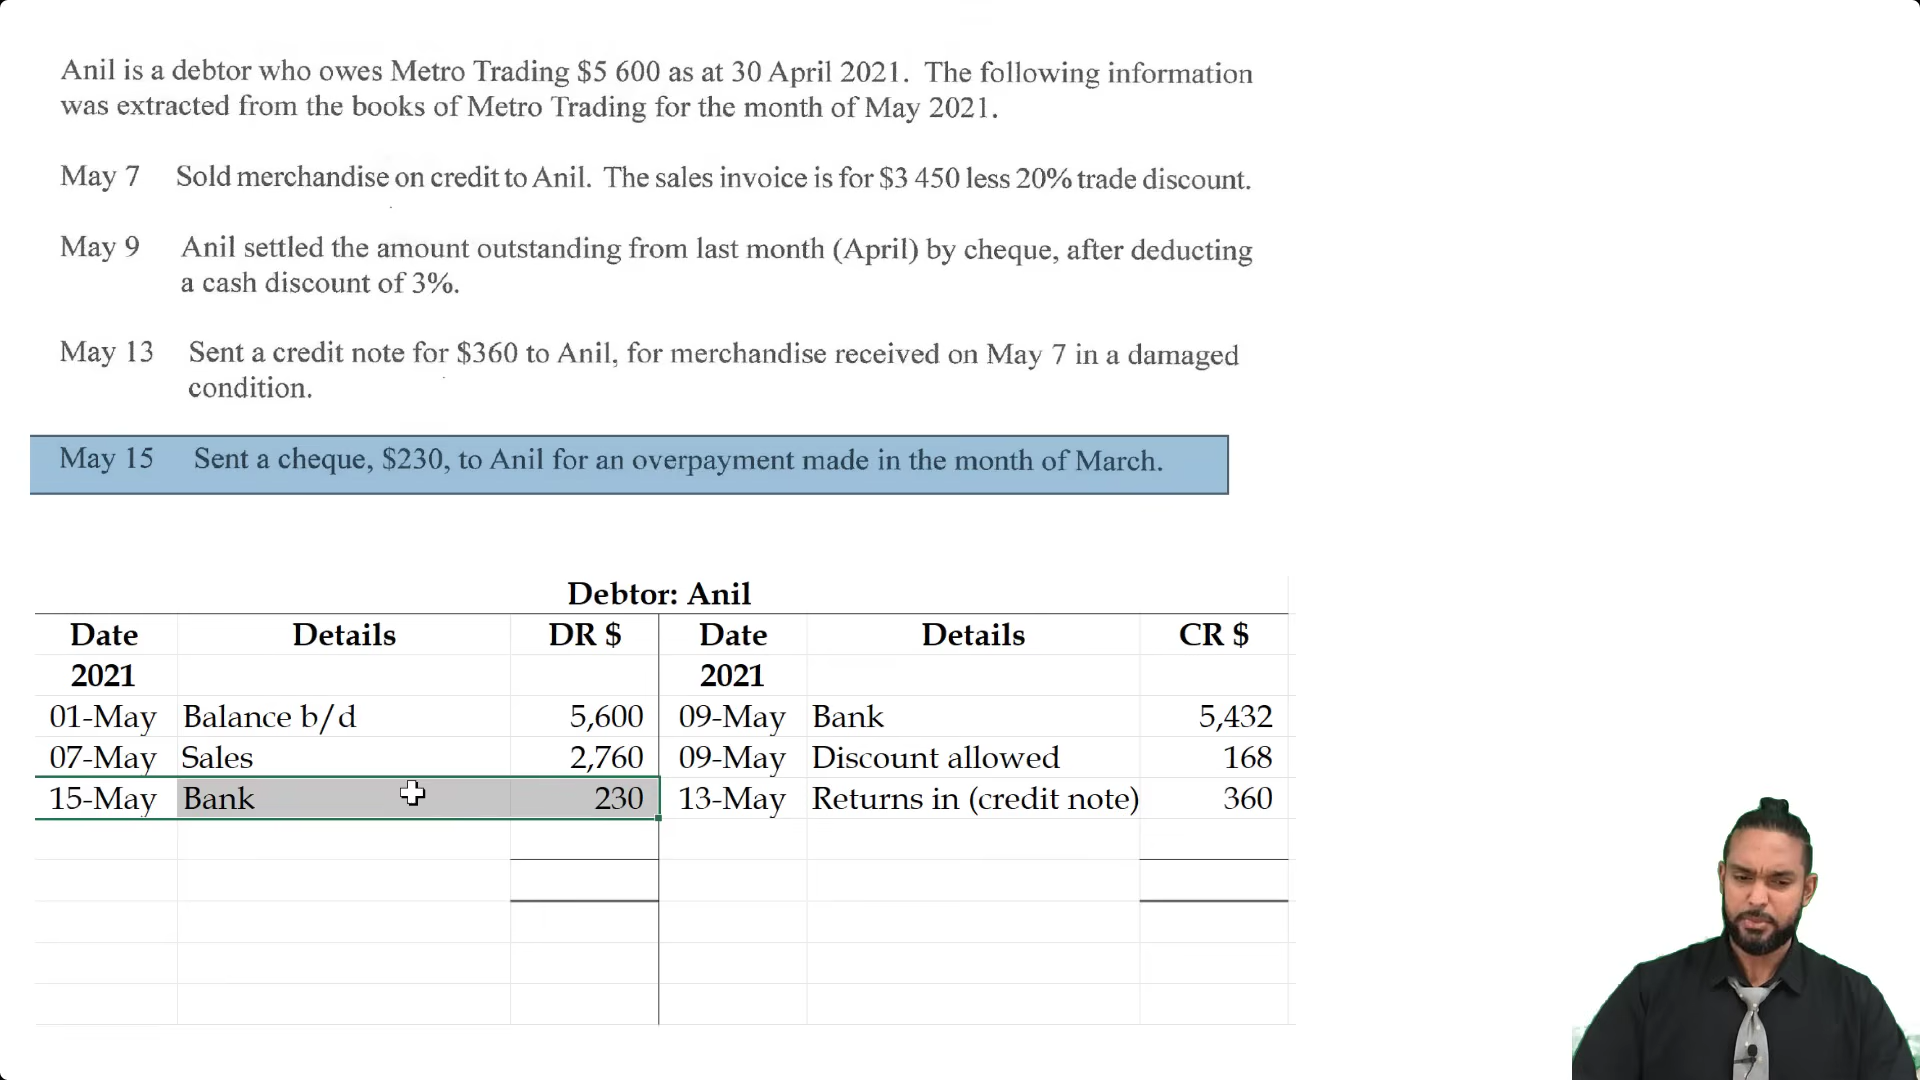 Anil is a debtor who owes Metro Trading $5 600 as at 30 April 2021. The following information
was extracted from the books of Metro Trading for the month of May 2021.
May 7 Sold merchandise on credit to Anil. The sales invoice is for $3 450 less 20% trade discount.
May 9 Anil settled the amount outstanding from last month (April) by cheque, after deducting
a cash discount of 3%.
May 13 Sent a credit note for $360 to Anil, for merchandise received on May 7 in a damaged
condition.
May 15 Sent a cheque, $230, to Anil for an overpayment made in the month of March.
Debtor: Anil
Date Details DR $ Date Details CR $
2021 2021
01-May Balance b/d 5,600 09-May Bank 5,432
07-May Sales 2,760 09-May Discount allowed 168
15-May Bank 230 13-May Returns in (credit note) 360